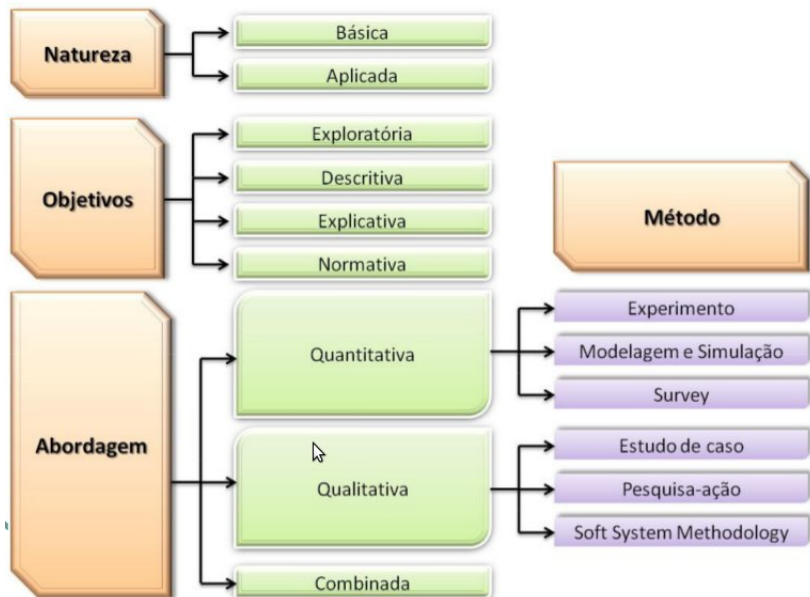 Natureza
Básica
Aplicada
Objetivos
Exploratória
Descritiva
Explicativa
Normativa
Método
Abordagem
Quantitativa
Experimento
Modelagem e Simulação
Survey
Qualitativa
Estudo de caso
Pesquisa-ação
Soft System Methodology
Combinada